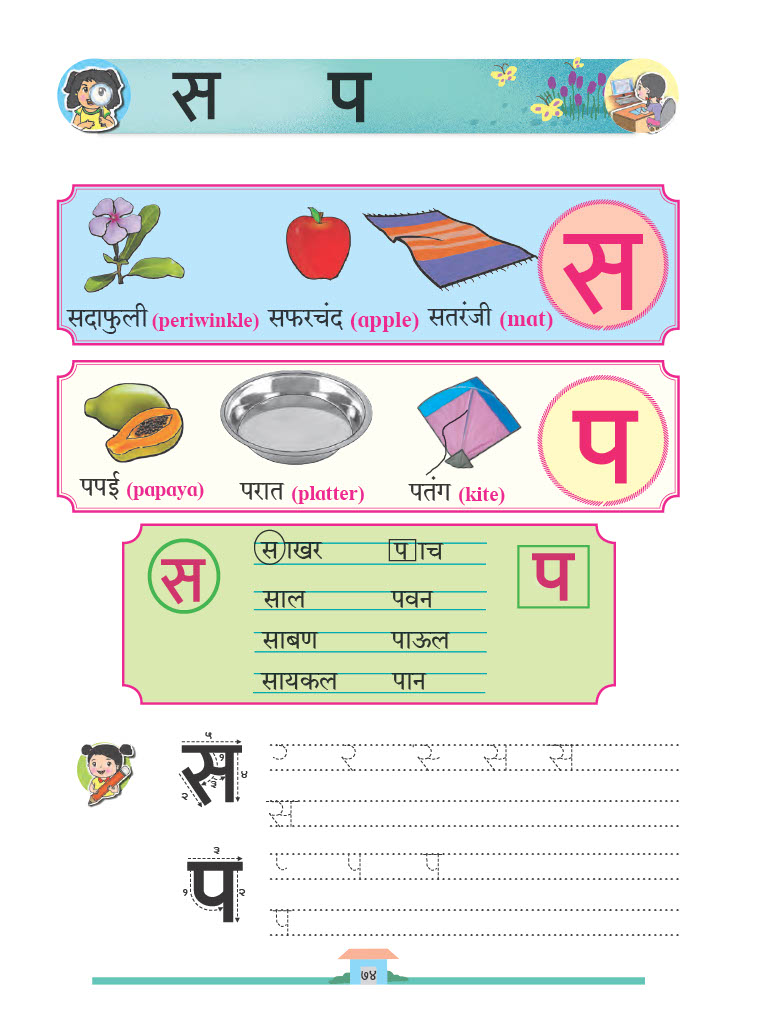 स प
स
सदाफुली (periwinkle) सफरचंद (apple) सतरंजी (mat)
प
पपई (papaya) परात (platter) पतंग (kite)
स साखर पाच प
साल पवन
साबण पाऊल
सायकल पान
५
स १ २ ३ ४
स स स
स
३
प १ २
प प
प
७४